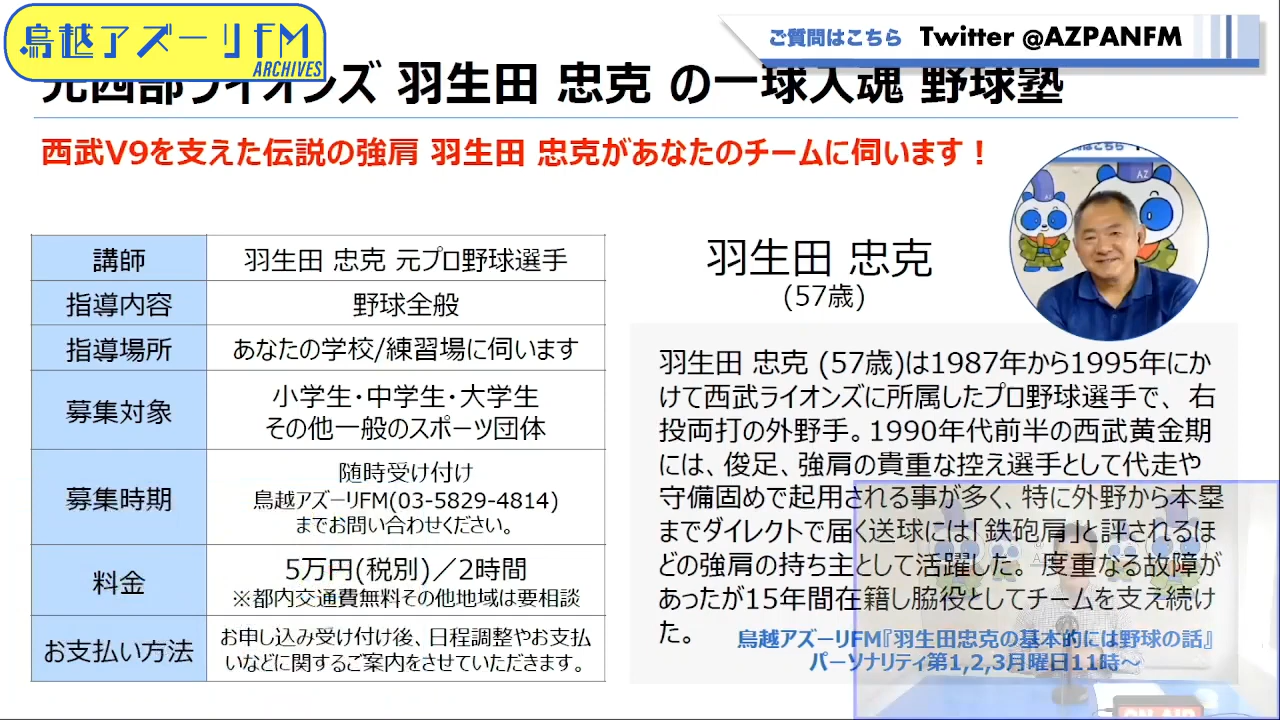 鳥越アズーリFM
ARCHIVES
ご質問はこちら Twitter @AZPANFM
元西部ライオンズ 羽生田 忠克 の一球入魂 野球塾
西武V9を支えた伝説の強肩 羽生田 忠克があなたのチームに伺います！
講師 羽生田 忠克 元プロ野球選手
指導内容 野球全般
指導場所 あなたの学校/練習場に伺います
募集対象 小学生・中学生・大学生
その他一般のスポーツ団体
募集時期 随時受け付け
鳥越アズーリFM(03-5829-4814)
までお問い合わせください。
料金 5万円(税別)／2時間
※都内交通費無料その他地域は要相談
お支払い方法 お申し込み受け付け後、日程調整やお支払
いなどに関するご案内をさせていただきます。
羽生田 忠克
(57歳)
羽生田 忠克 (57歳)は1987年から1995年にか
けて西武ライオンズに所属したプロ野球選手で、右
投両打の外野手。1990年代前半の西武黄金期
には、俊足、強肩の貴重な控え選手として代走や
守備固めで起用される事が多く、特に外野から本塁
までダイレクトで届く送球には「鉄砲肩」と評されるほ
どの強肩の持ち主として活躍した。度重なる故障が
あったが15年間在籍し脇役としてチームを支え続け
た。
鳥越アズーリFM『羽生田忠克の基本的には野球の話』
パーソナリティ第1,2,3月曜日11時～
AZ
ON AIR